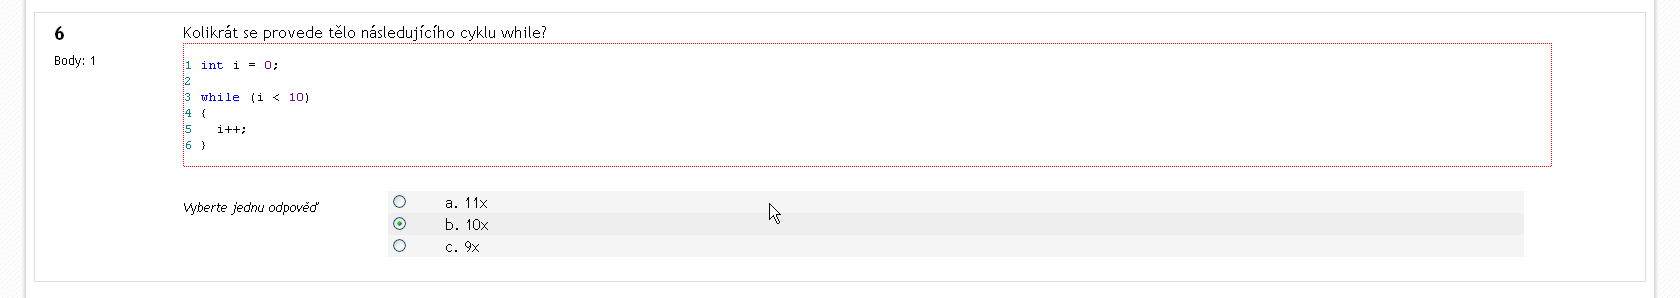 6
Body: 1
Kolikrát se provede tělo následujícího cyklu while?
1 int i = 0;
2
3 while (i < 10)
4 {
5   i++;
6 }
Vyberte jednu odpověď
a. 11x
b. 10x
c. 9x